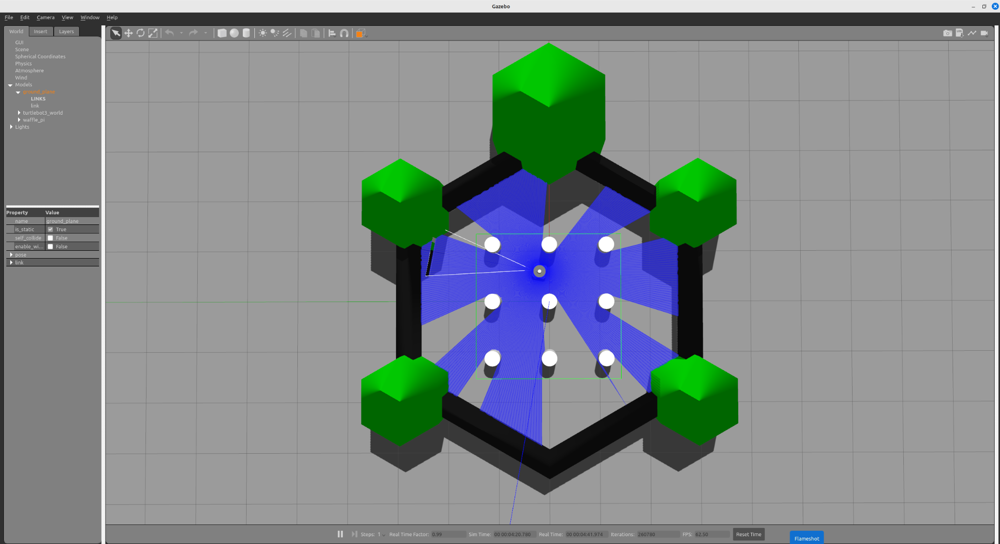 Gazebo
File Edit Camera View Window Help
World Insert Layers
GUI
Scene
Spherical Coordinates
Physics
Atmosphere
Wind
Models
ground_plane
LINKS
link
turtlebot3_world
waffle_pi
Lights
Property Value
name ground_plane
is_static True
self_collide False
enable_wi... False
pose
link
LOG
Steps: 1 Real Time Factor: 0.99 Sim Time: 00 00:04:20.780 Real Time: 00 00:04:41.974 Iterations: 260780 FPS: 62.50 Reset Time
Flameshot